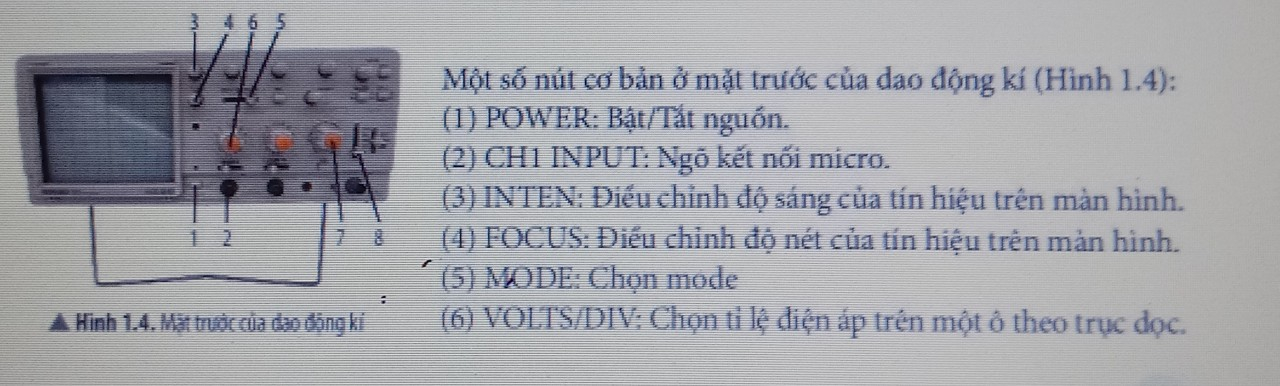 3 4 6 5
1 2 7 8
▲ Hình 1.4. Mặt trước của dao động kí
Một số nút cơ bản ở mặt trước của dao động kí (Hình 1.4):
(1) POWER: Bật/Tắt nguồn.
(2) CH1 INPUT: Ngõ kết nối micro.
(3) INTEN: Điều chỉnh độ sáng của tín hiệu trên màn hình.
(4) FOCUS: Điều chỉnh độ nét của tín hiệu trên màn hình.
(5) MODE: Chọn mode
(6) VOLTS/DIV: Chọn tỉ lệ điện áp trên một ô theo trục dọc.